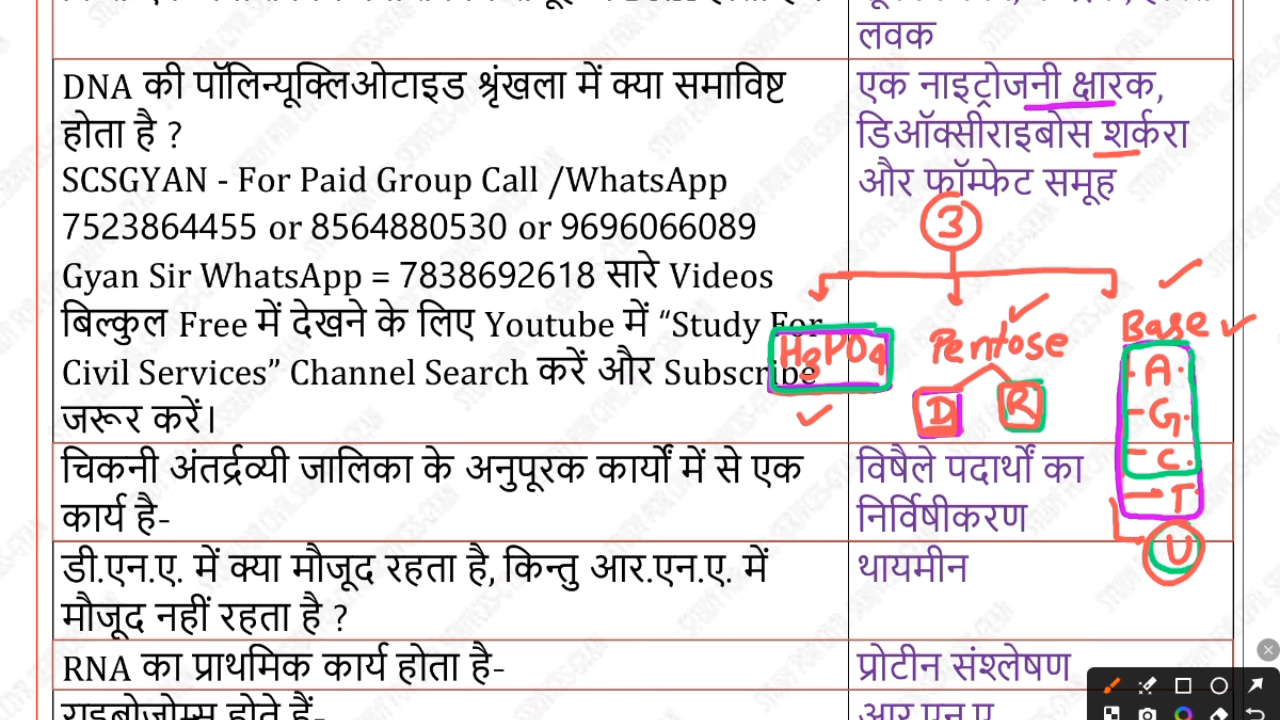 लवक
DNA की पॉलिन्यूक्लिओटाइड श्रृंखला में क्या समाविष्ट
होता है ?
SCSGYAN - For Paid Group Call /WhatsApp
7523864455 or 8564880530 or 9696066089
Gyan Sir WhatsApp = 7838692618 सारे Videos
बिल्कुल Free में देखने के लिए Youtube में “Study For
Civil Services” Channel Search करें और Subscribe
जरूर करें।
एक नाइट्रोजनी क्षारक,
डिऑक्सीराइबोस शर्करा
और फॉम्फेट समूह
3
H3PO4
Pentose
D
R
Base
A
G
C
T
U
चिकनी अंतर्द्रव्यी जालिका के अनुपूरक कार्यों में से एक
कार्य है-
विषैले पदार्थों का
निर्विषीकरण
डी.एन.ए. में क्या मौजूद रहता है, किन्तु आर.एन.ए. में
मौजूद नहीं रहता है ?
थायमीन
RNA का प्राथमिक कार्य होता है-
प्रोटीन संश्लेषण
राइबोजोम्स होते हैं-
आर.एन.ए.